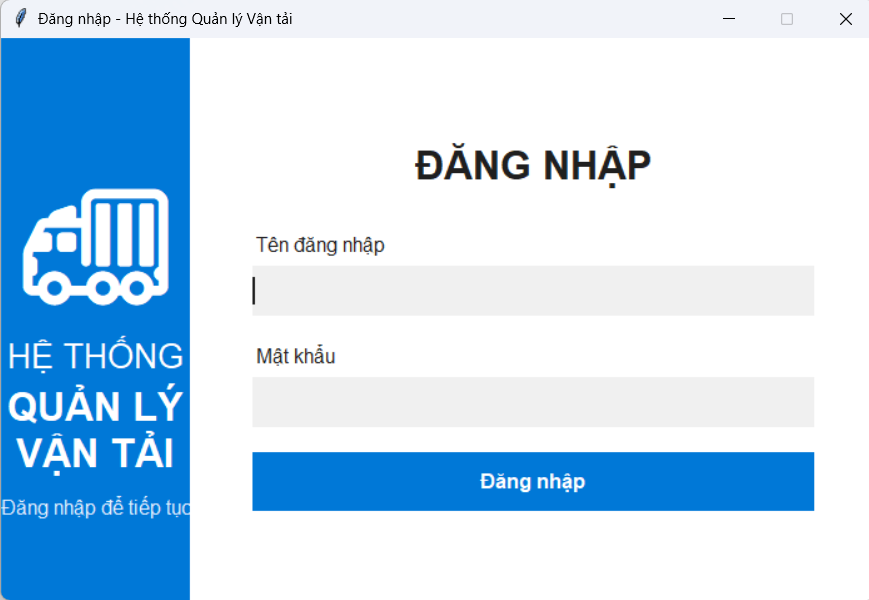 Đăng nhập - Hệ thống Quản lý Vận tải
HỆ THỐNG
QUẢN LÝ
VẬN TẢI
Đăng nhập để tiếp tục
ĐĂNG NHẬP
Tên đăng nhập
Mật khẩu
Đăng nhập